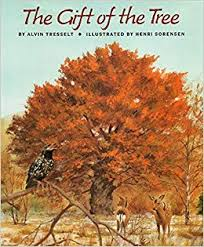 The Gift of the Tree
BY ALVIN TRESSELT • ILLUSTRATED BY HENRI SORENSEN